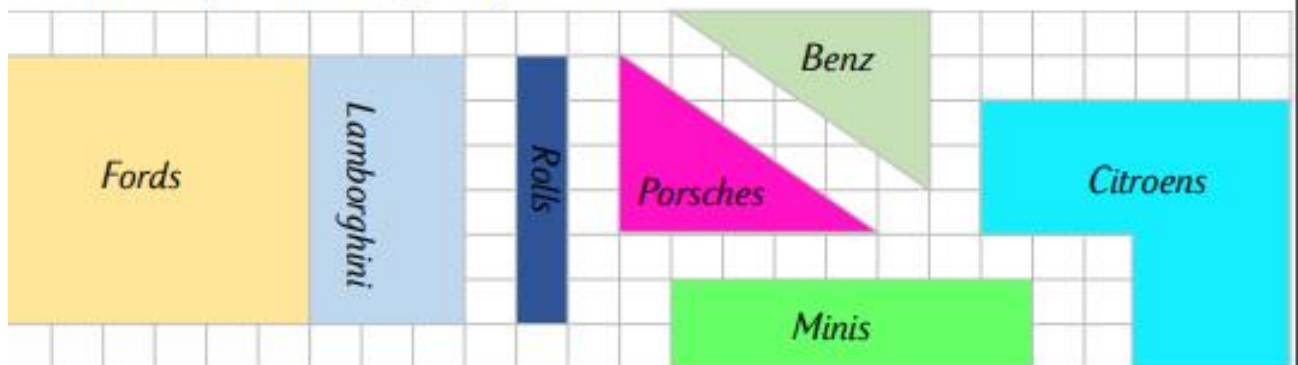 Benz
Fords
Lamborghini
Rolls
Porsches
Citroens
Minis